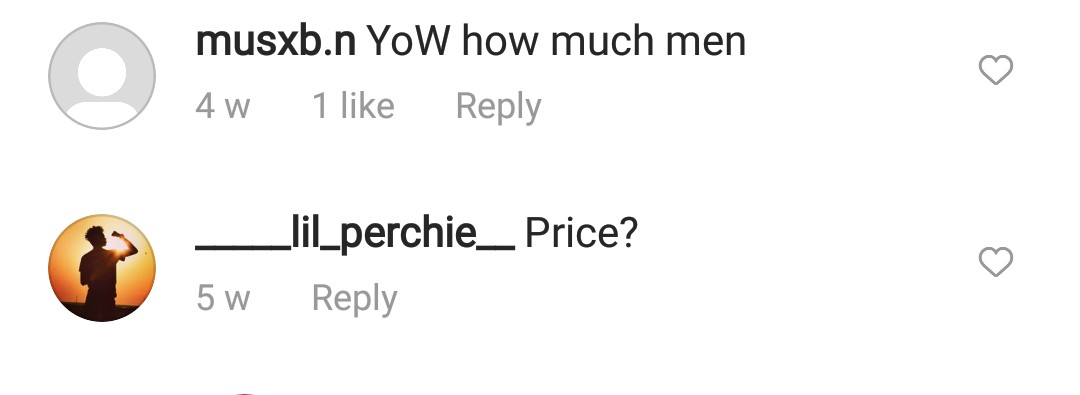 musxb.n YoW how much men
4 w 1 like Reply
_____lil_perchie__ Price?
5 w Reply